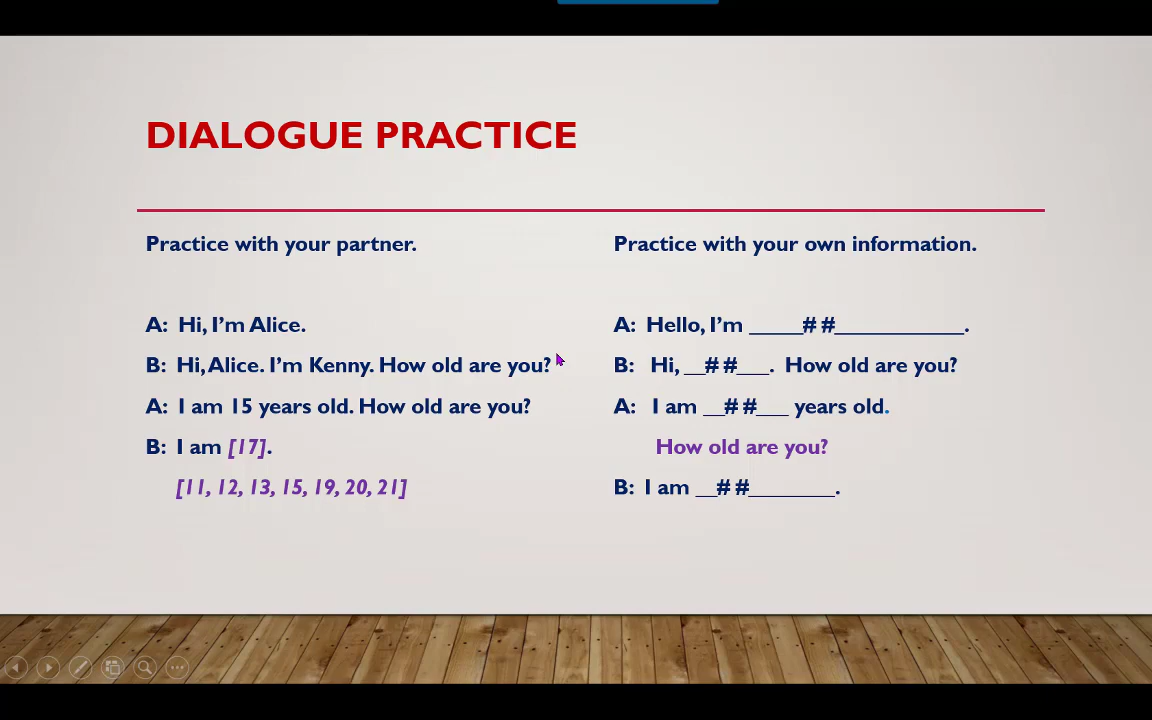 DIALOGUE PRACTICE
Practice with your partner.
A: Hi, I'm Alice.
B: Hi, Alice. I'm Kenny. How old are you?
A: I am 15 years old. How old are you?
B: I am [17].
[11, 12, 13, 15, 19, 20, 21]
Practice with your own information.
A: Hello, I'm _____# #____________.
B: Hi, __# #___. How old are you?
A: I am __# #___ years old.
How old are you?
B: I am __# #________.